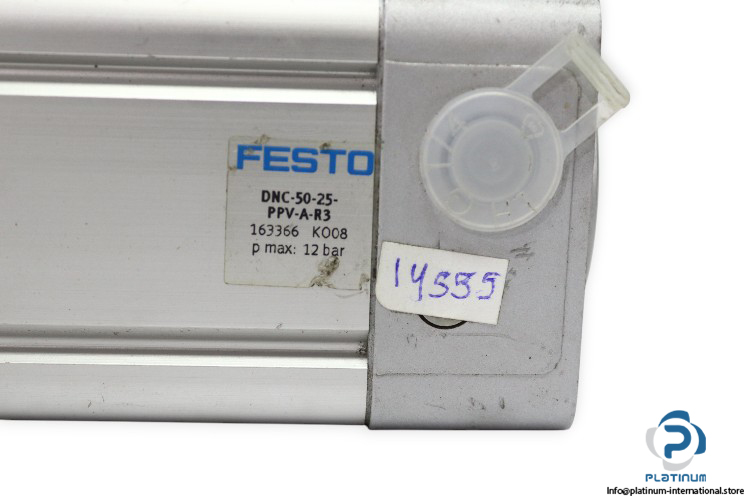 FESTO
DNC-50-25-
PPV-A-R3
163366 K008
p max: 12 bar
14555
PLATINUM
Info@platinum-international.store